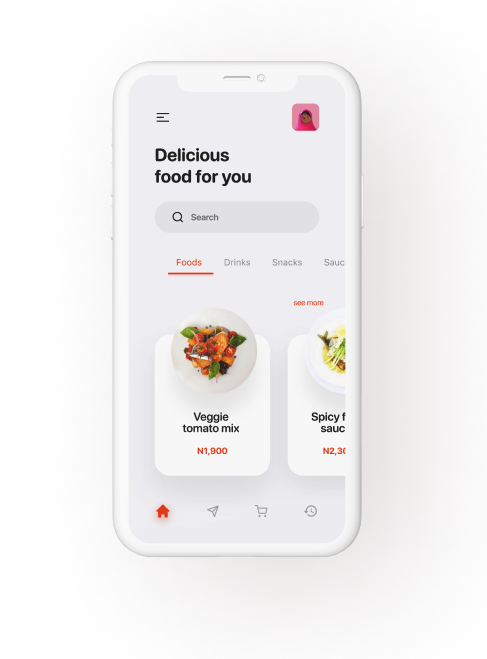 Delicious
food for you
Search
Foods Drinks Snacks Sauc
see more
Veggie
tomato mix
N1,900
Spicy f
sauc
N2,30